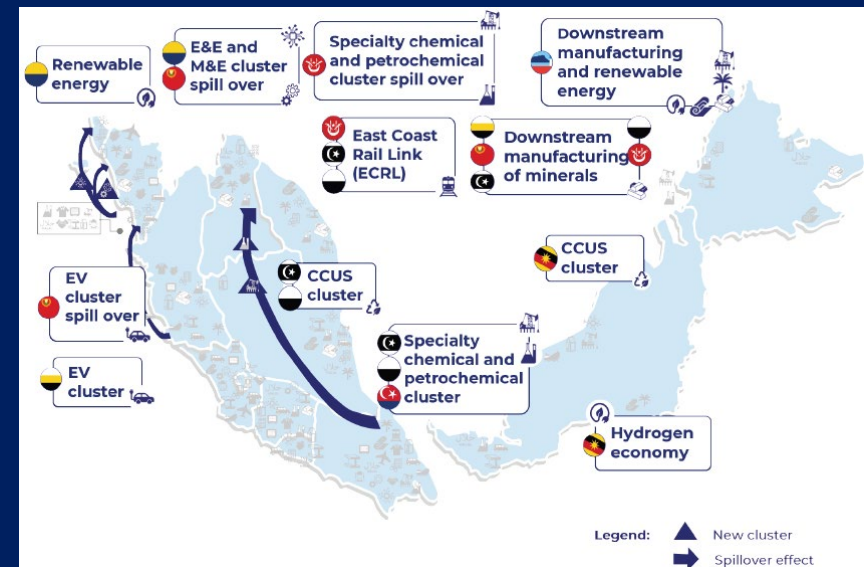 Renewable
energy
E&E and
M&E cluster
spill over
Specialty chemical
and petrochemical
cluster spill over
Downstream
manufacturing
and renewable
energy
East Coast
Rail Link
(ECRL)
Downstream
manufacturing
of minerals
EV
cluster
spill over
CCUS
cluster
CCUS
cluster
EV
cluster
Specialty
chemical and
petrochemical
cluster
Hydrogen
economy
Legend:
New cluster
Spillover effect